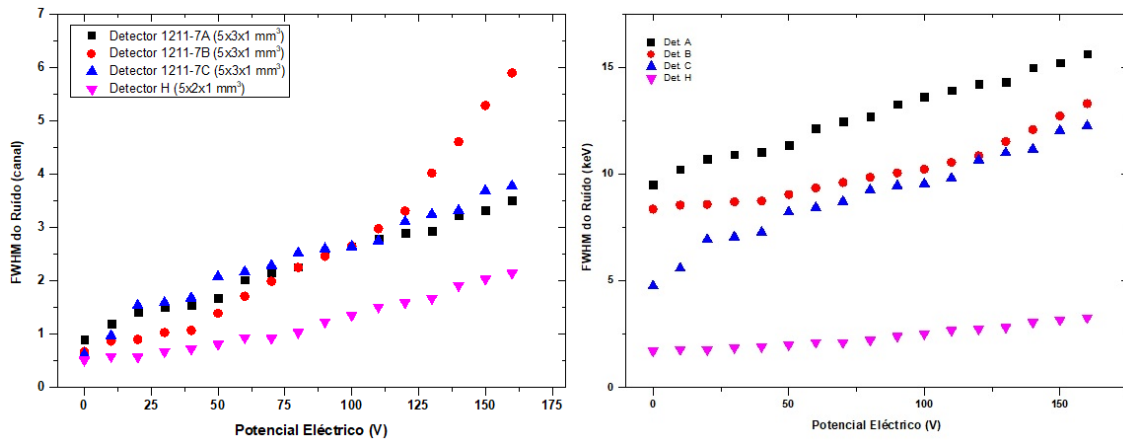 7
6
5
4
3
2
1
0
FWHM do Ruído (canal)
Detector 1211-7A (5x3x1 mm³)
Detector 1211-7B (5x3x1 mm³)
Detector 1211-7C (5x3x1 mm³)
Detector H (5x2x1 mm³)
0 25 50 75 100 125 150 175
Potencial Eléctrico (V)
15
10
5
0
FWHM do Ruído (keV)
Det. A
Det. B
Det. C
Det. H
0 50 100 150
Potencial Eléctrico (V)